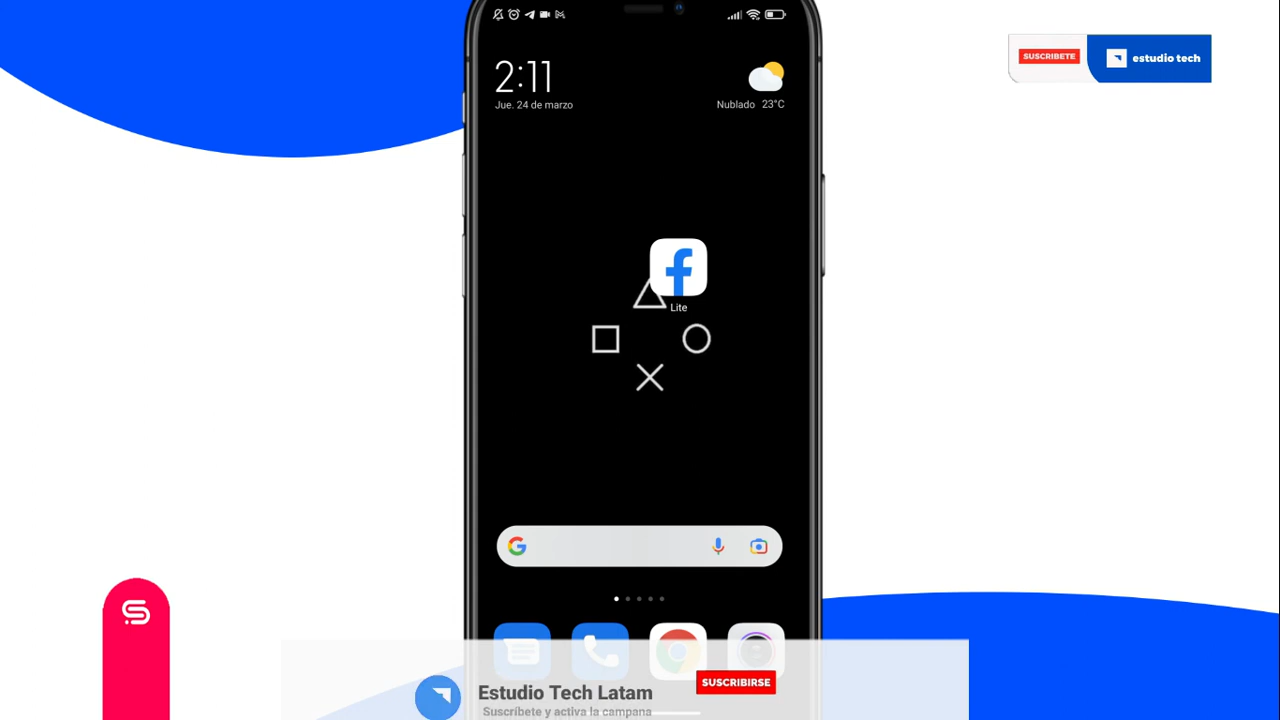 2:11
Jue. 24 de marzo
Nublado 23°C
SUSCRIBETE
estudio tech
Lite
Estudio Tech Latam
SUSCRIBIRSE
Suscríbete y activa la campana